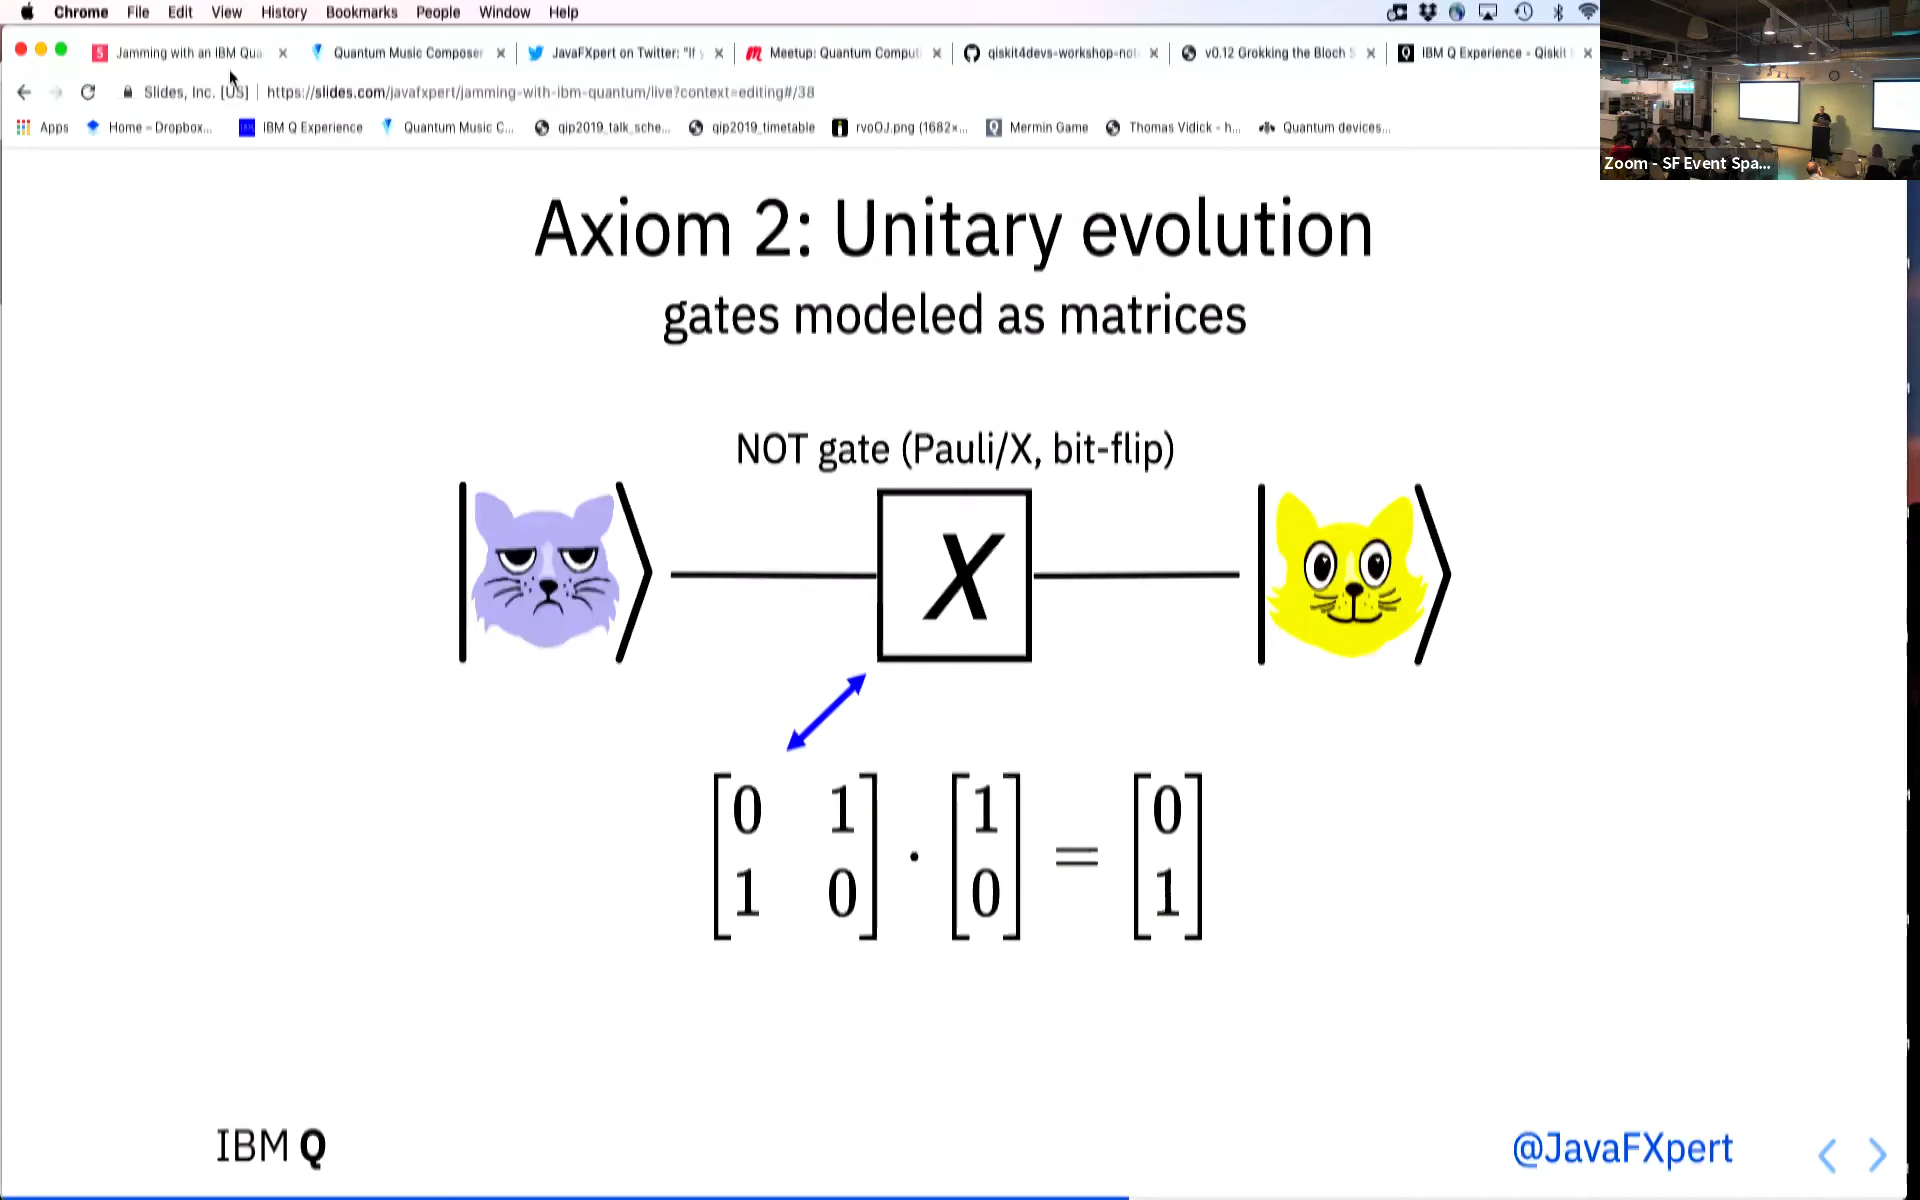 Chrome File Edit View History Bookmarks People Window Help
Jamming with an IBM Qua
Quantum Music Composer
JavaFXpert on Twitter: "If y
Meetup: Quantum Comput
qiskit4devs-workshop-not
v0.12 Grokking the Bloch S
IBM Q Experience - Qiskit
Slides, Inc. [US] https://slides.com/javafxpert/jamming-with-ibm-quantum/live?context=editing#/38
Apps Home – Dropbox... IBM Q Experience Quantum Music C... qip2019_talk_sche... qip2019_timetable rvoOJ.png (1682×... Mermin Game Thomas Vidick - h... Quantum devices...
Zoom - SF Event Spa...
Axiom 2: Unitary evolution
gates modeled as matrices
NOT gate (Pauli/X, bit-flip)
X
0 1 1 0
1 0 · 0 = 1
IBM Q
@JavaFXpert